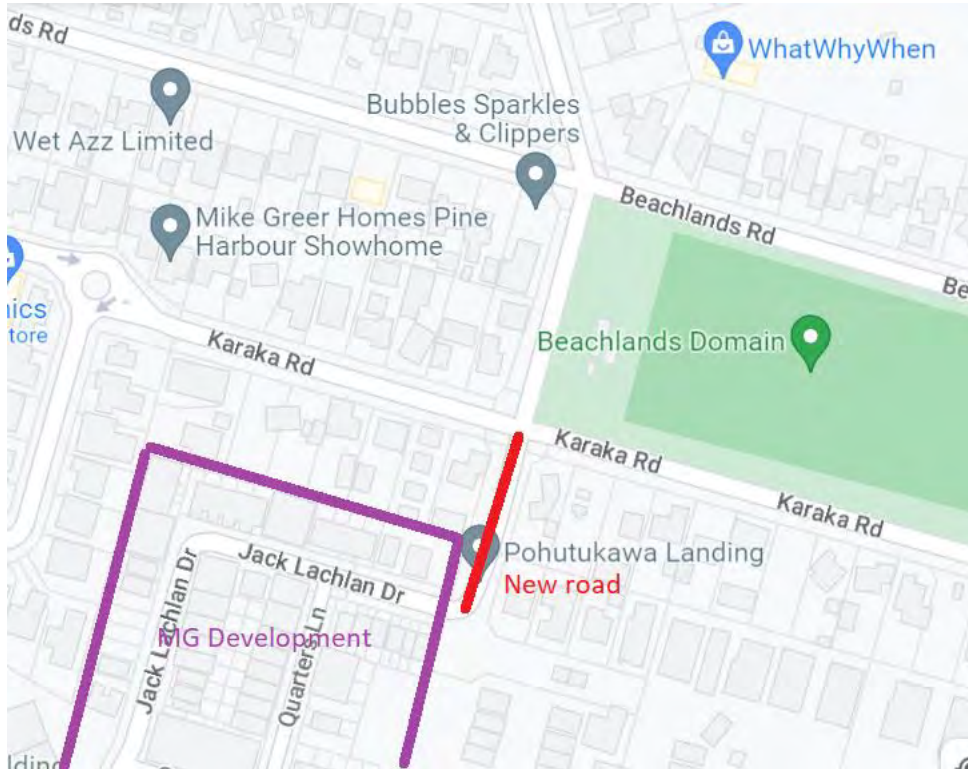 ds Rd
WhatWhyWhen
Bubbles Sparkles
& Clippers
Wet Azz Limited
Beachlands Rd
Mike Greer Homes Pine
Harbour Showhome
Be
nics
tore
Karaka Rd
Beachlands Domain
Karaka Rd
Karaka Rd
Jack Lachlan Dr
Pohutukawa Landing
New road
Jack Lachlan Dr
MG Development
Quarters Ln
lding